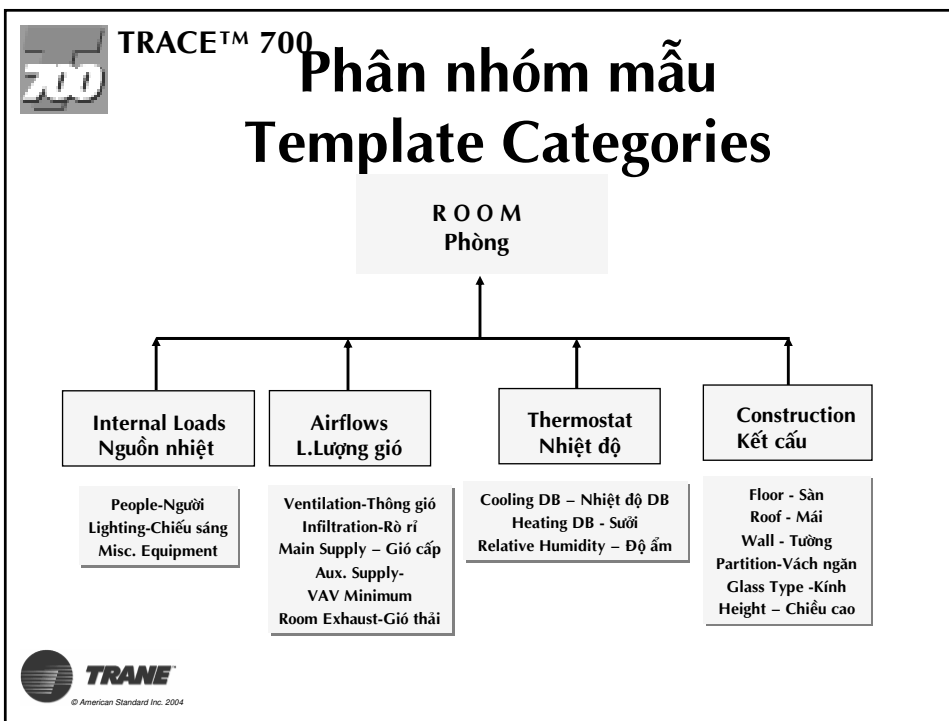 700
TRACE™ 700
Phân nhóm mẫu
Template Categories
R O O M
Phòng
Internal Loads
Nguồn nhiệt
People-Người
Lighting-Chiếu sáng
Misc. Equipment
Airflows
L.Lượng gió
Ventilation-Thông gió
Infiltration-Rò rỉ
Main Supply – Gió cấp
Aux. Supply-
VAV Minimum
Room Exhaust-Gió thải
Thermostat
Nhiệt độ
Cooling DB – Nhiệt độ DB
Heating DB - Sưởi
Relative Humidity – Độ ẩm
Construction
Kết cấu
Floor - Sàn
Roof - Mái
Wall - Tường
Partition-Vách ngăn
Glass Type -Kính
Height – Chiều cao
TRANE™
© American Standard Inc. 2004